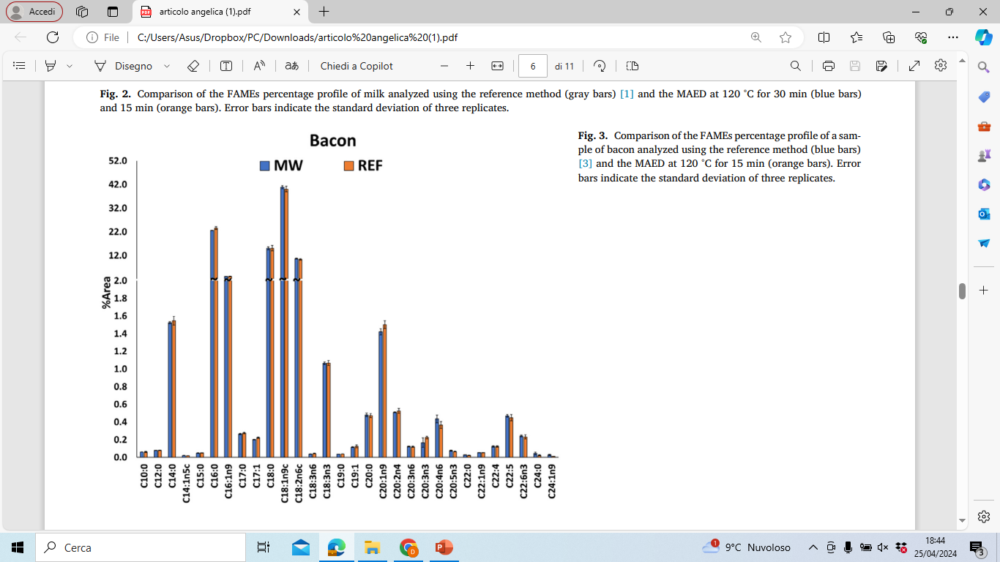 Accedi
articolo angelica (1).pdf
File
C:/Users/Asus/Dropbox/PC/Downloads/articolo%20angelica%20(1).pdf
Disegno
aあ
Chiedi a Copilot
6
di 11
Fig. 2. Comparison of the FAMEs percentage profile of milk analyzed using the reference method (gray bars) [1] and the MAED at 120 °C for 30 min (blue bars)
and 15 min (orange bars). Error bars indicate the standard deviation of three replicates.
Bacon
MW
REF
52.0
42.0
32.0
22.0
12.0
2.0
1.8
1.6
1.4
1.2
1.0
0.8
0.6
0.4
0.2
0.0
%Area
C10:0
C12:0
C14:0
C14:1n5c
C15:0
C16:0
C16:1n9
C17:0
C17:1
C18:0
C18:1n9c
C18:2n6c
C18:3n6
C18:3n3
C19:0
C19:1
C20:0
C20:1n9
C20:2n4
C20:3n6
C20:3n3
C20:4n6
C20:5n3
C22:0
C22:1n9
C22:4
C22:5
C22:6n3
C24:0
C24:1n9
Fig. 3. Comparison of the FAMEs percentage profile of a sam-
ple of bacon analyzed using the reference method (blue bars)
[3] and the MAED at 120 °C for 15 min (orange bars). Error
bars indicate the standard deviation of three replicates.
Cerca
1
9°C Nuvoloso
18:44
25/04/2024
3